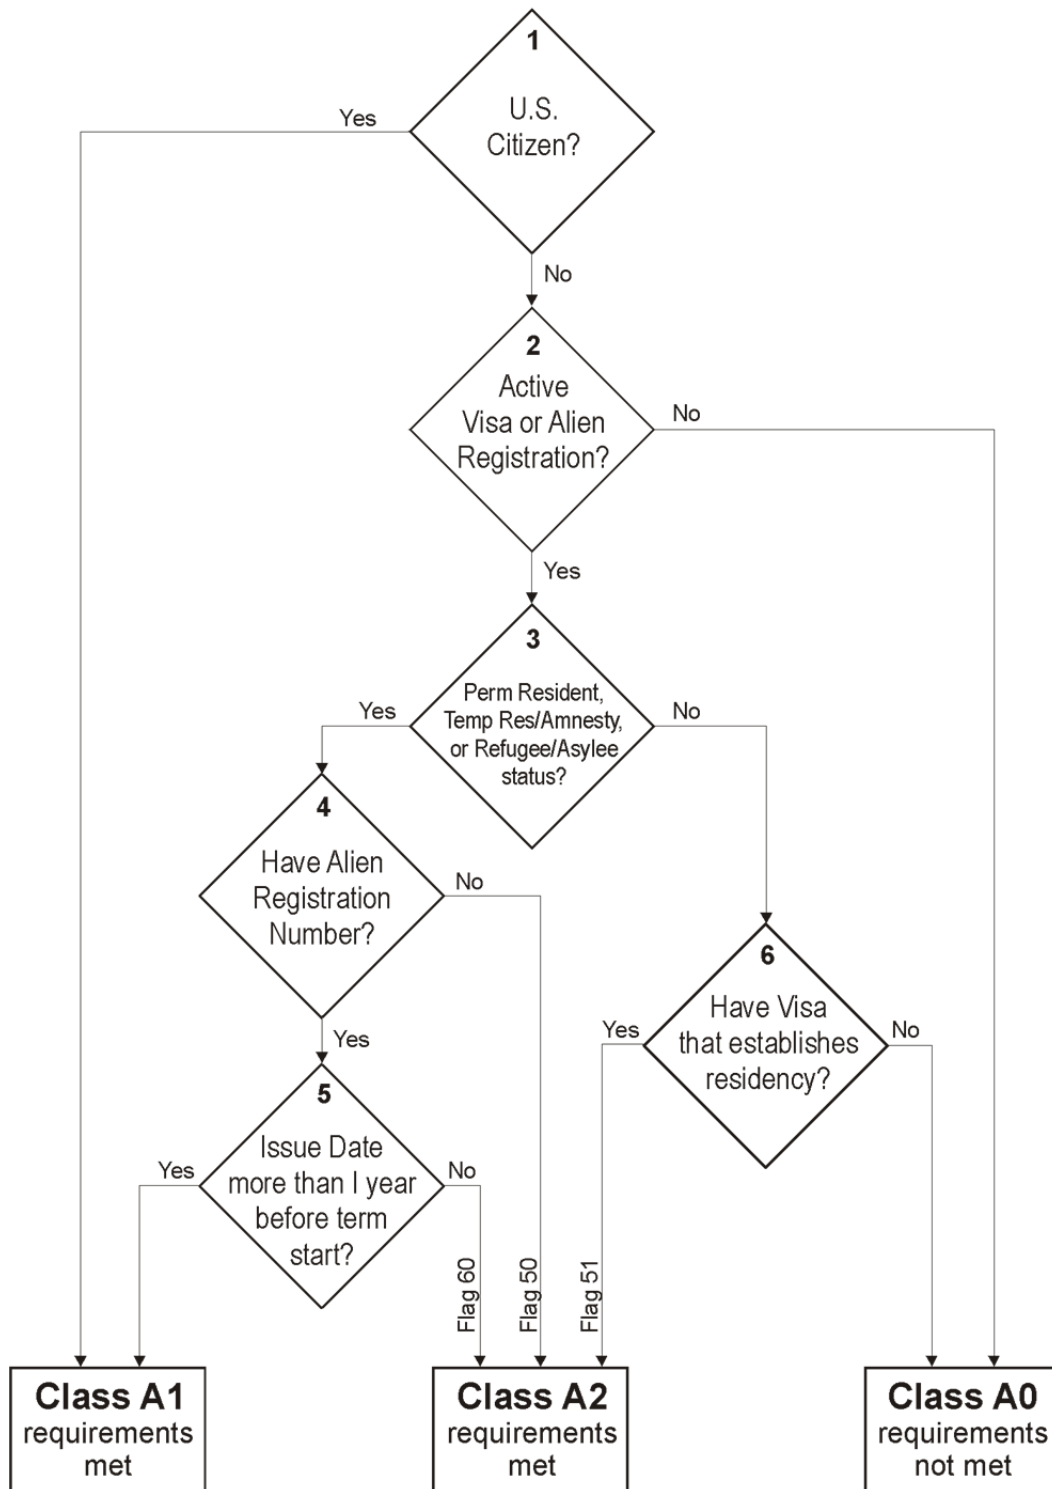 1
U.S.
Citizen?
Yes
No
2
Active
Visa or Alien
Registration?
No
Yes
3
Perm Resident,
Temp Res/Amnesty,
or Refugee/Asylee
status?
Yes
No
4
Have Alien
Registration
Number?
No
Yes
6
Have Visa
that establishes
residency?
Yes
No
5
Issue Date
more than I year
before term
start?
Yes
No
Flag 60
Flag 50
Flag 51
Class A1
requirements
met
Class A2
requirements
met
Class A0
requirements
not met